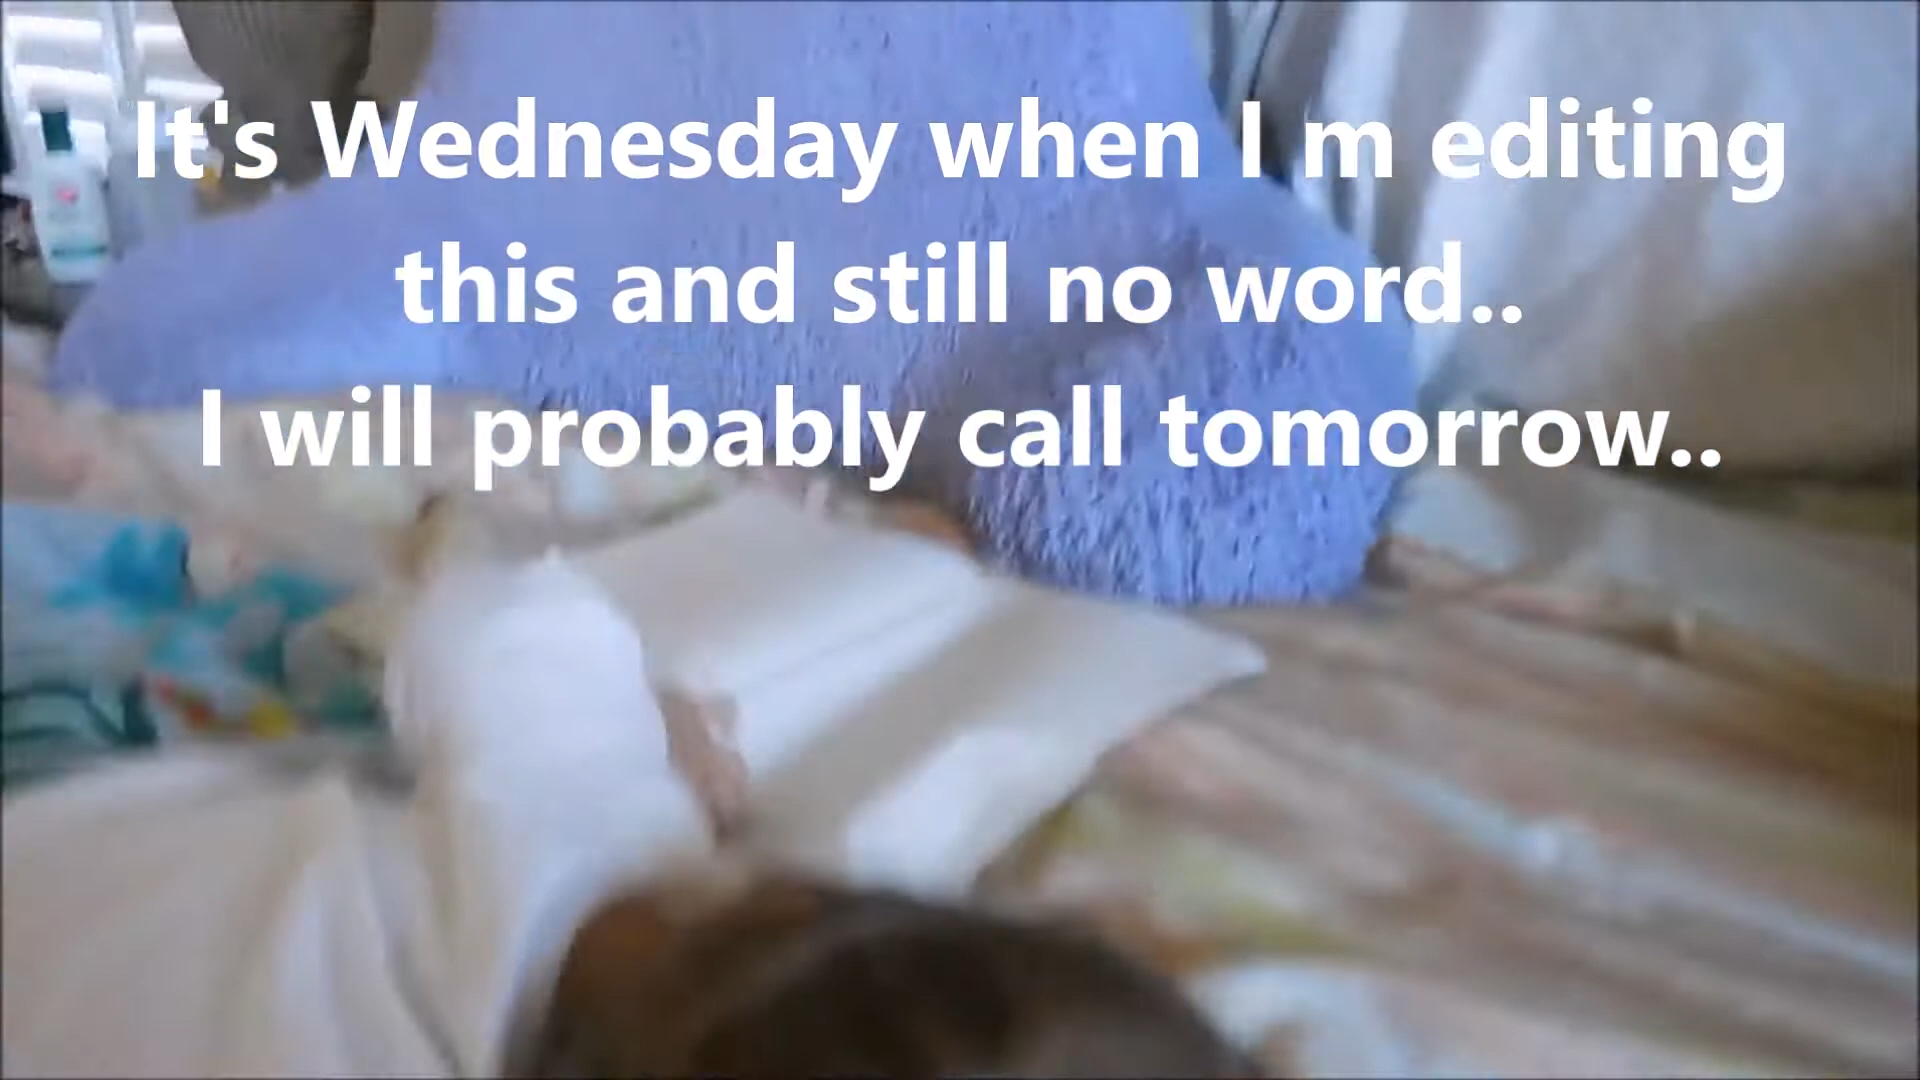 It's Wednesday when I m editing
this and still no word..
I will probably call tomorrow..